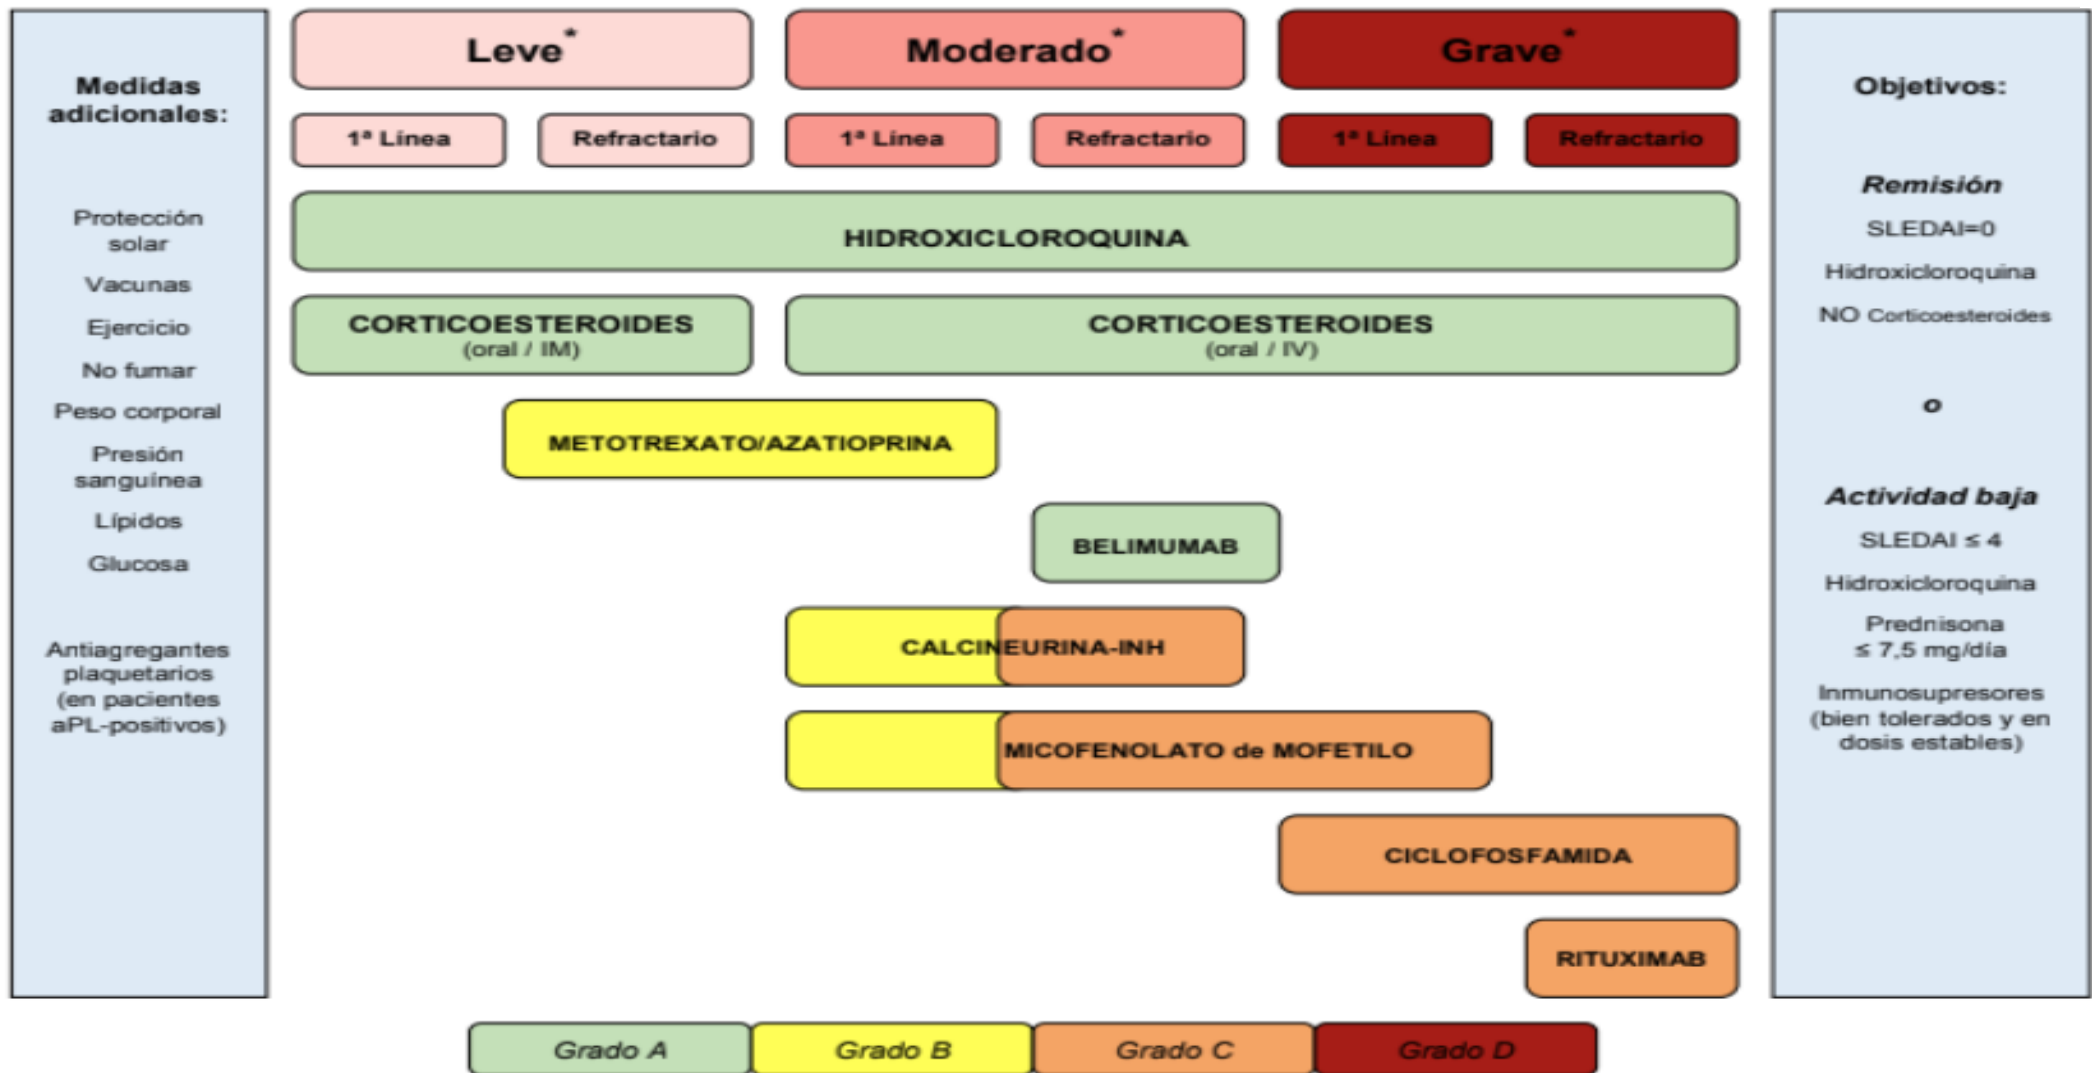 Medidas
adicionales:
Protección
solar
Vacunas
Ejercicio
No fumar
Peso corporal
Presión
sanguínea
Lípidos
Glucosa
Antiagregantes
plaquetarios
(en pacientes
aPL-positivos)
Leve*
Moderado*
Grave*
1ª Línea
Refractario
1ª Línea
Refractario
1ª Línea
Refractario
HIDROXICLOROQUINA
CORTICOESTEROIDES
(oral / IM)
CORTICOESTEROIDES
(oral / IV)
METOTREXATO/AZATIOPRINA
BELIMUMAB
CALCINEURINA-INH
MICOFENOLATO de MOFETILO
CICLOFOSFAMIDA
RITUXIMAB
Objetivos:
Remisión
SLEDAI=0
Hidroxicloroquina
NO Corticoesteroides
o
Actividad baja
SLEDAI ≤ 4
Hidroxicloroquina
Prednisona
≤ 7,5 mg/día
Inmunosupresores
(bien tolerados y en
dosis estables)
Grado A
Grado B
Grado C
Grado D